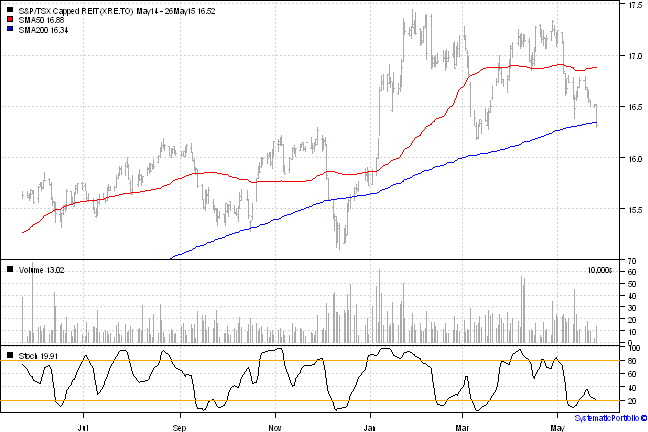 S&P/TSX Capped REIT(XRE.TO) May14 - 26May15 16.52
SMA50 16.88
SMA200 16.34
17.5
17.0
16.5
16.0
15.5
Volume 13.02
10,000s
70
60
50
40
30
20
10
0
Stoch 19.91
100
80
60
40
20
Jul
Sep
Nov
Jan
Mar
May
SystematicPortfolio ©